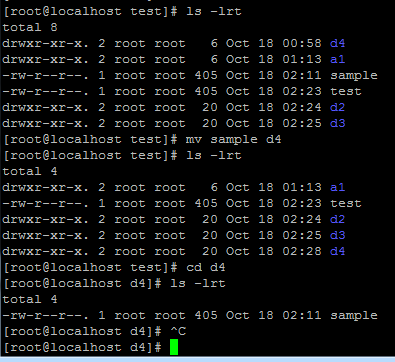 [root@localhost test]# ls -lrt
total 8
drwxr-xr-x. 2 root root   6 Oct 18 00:58 d4
drwxr-xr-x. 2 root root   6 Oct 18 01:13 a1
-rw-r--r--. 1 root root 405 Oct 18 02:11 sample
-rw-r--r--. 1 root root 405 Oct 18 02:23 test
drwxr-xr-x. 2 root root  20 Oct 18 02:24 d2
drwxr-xr-x. 2 root root  20 Oct 18 02:25 d3
[root@localhost test]# mv sample d4
[root@localhost test]# ls -lrt
total 4
drwxr-xr-x. 2 root root   6 Oct 18 01:13 a1
-rw-r--r--. 1 root root 405 Oct 18 02:23 test
drwxr-xr-x. 2 root root  20 Oct 18 02:24 d2
drwxr-xr-x. 2 root root  20 Oct 18 02:25 d3
drwxr-xr-x. 2 root root  20 Oct 18 02:28 d4
[root@localhost test]# cd d4
[root@localhost d4]# ls -lrt
total 4
-rw-r--r--. 1 root root 405 Oct 18 02:11 sample
[root@localhost d4]# ^C
[root@localhost d4]#